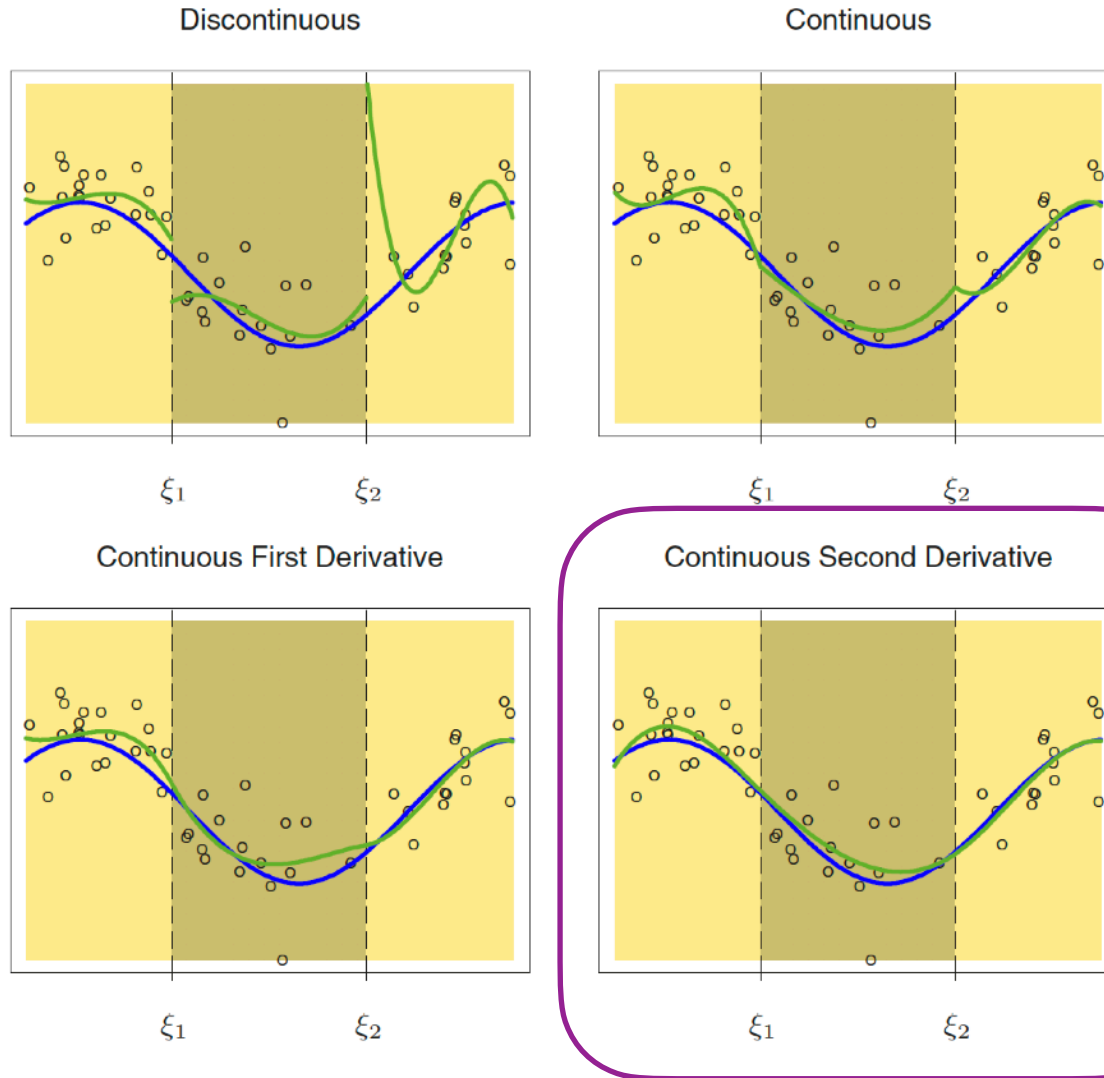 Discontinuous
Continuous
ξ1
ξ2
ξ1
ξ2
Continuous First Derivative
Continuous Second Derivative
ξ1
ξ2
ξ1
ξ2